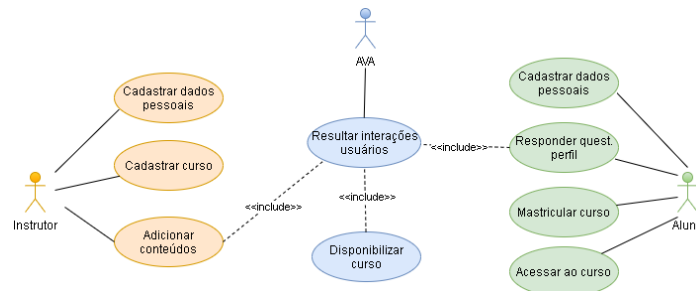 AVA
Cadastrar dados
pessoais
Cadastrar curso
Adicionar
conteúdos
Instrutor
Resultar interações
usuários
<<include>>
<<include>>
<<include>>
Disponibilizar
curso
Cadastrar dados
pessoais
Responder quest.
perfil
Mastricular curso
Acessar ao curso
Alun